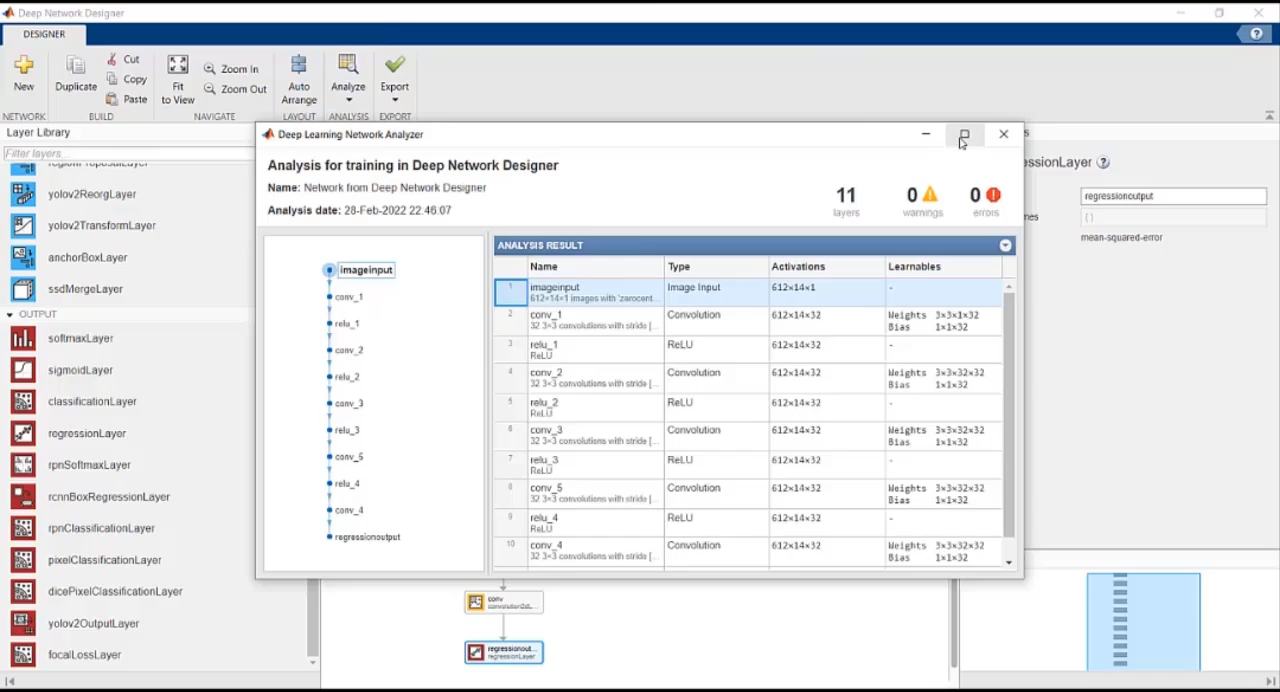 Deep Network Designer
DESIGNER
New
Duplicate
Cut
Copy
Paste
Fit
to View
Zoom In
Zoom Out
Auto
Arrange
Analyze
Export
NETWORK
BUILD
NAVIGATE
LAYOUT
ANALYSIS
EXPORT
Layer Library
Filter layers...
yolov2ReorgLayer
yolov2TransformLayer
anchorBoxLayer
ssdMergeLayer
OUTPUT
softmaxLayer
sigmoidLayer
classificationLayer
regressionLayer
rpnSoftmaxLayer
rcnnBoxRegressionLayer
rpnClassificationLayer
pixelClassificationLayer
dicePixelClassificationLayer
yolov2OutputLayer
focalLossLayer
Deep Learning Network Analyzer
Analysis for training in Deep Network Designer
Name: Network from Deep Network Designer
Analysis date: 28-Feb-2022 22:46:07
11
layers
0
warnings
0
errors
imageinput
conv_1
relu_1
conv_2
relu_2
conv_3
relu_3
conv_5
relu_4
conv_4
regressionoutput
ANALYSIS RESULT
Name Type Activations Learnables
1 imageinput Image Input 612×14×1 -
612×14×1 images with 'zerocent...
2 conv_1 Convolution 612×14×32 Weights 3×3×1×32
32 3×3 convolutions with stride [... Bias 1×1×32
3 relu_1 ReLU 612×14×32 -
ReLU
4 conv_2 Convolution 612×14×32 Weights 3×3×32×32
32 3×3 convolutions with stride [... Bias 1×1×32
5 relu_2 ReLU 612×14×32 -
ReLU
6 conv_3 Convolution 612×14×32 Weights 3×3×32×32
32 3×3 convolutions with stride [... Bias 1×1×32
7 relu_3 ReLU 612×14×32 -
ReLU
8 conv_5 Convolution 612×14×32 Weights 3×3×32×32
32 3×3 convolutions with stride [... Bias 1×1×32
9 relu_4 ReLU 612×14×32 -
ReLU
10 conv_4 Convolution 612×14×32 Weights 3×3×32×32
32 3×3 convolutions with stride [... Bias 1×1×32
essionLayer
regressionoutput
mes
{ }
mean-squared-error
conv
convolution2dL...
regressionout...
regressionLayer